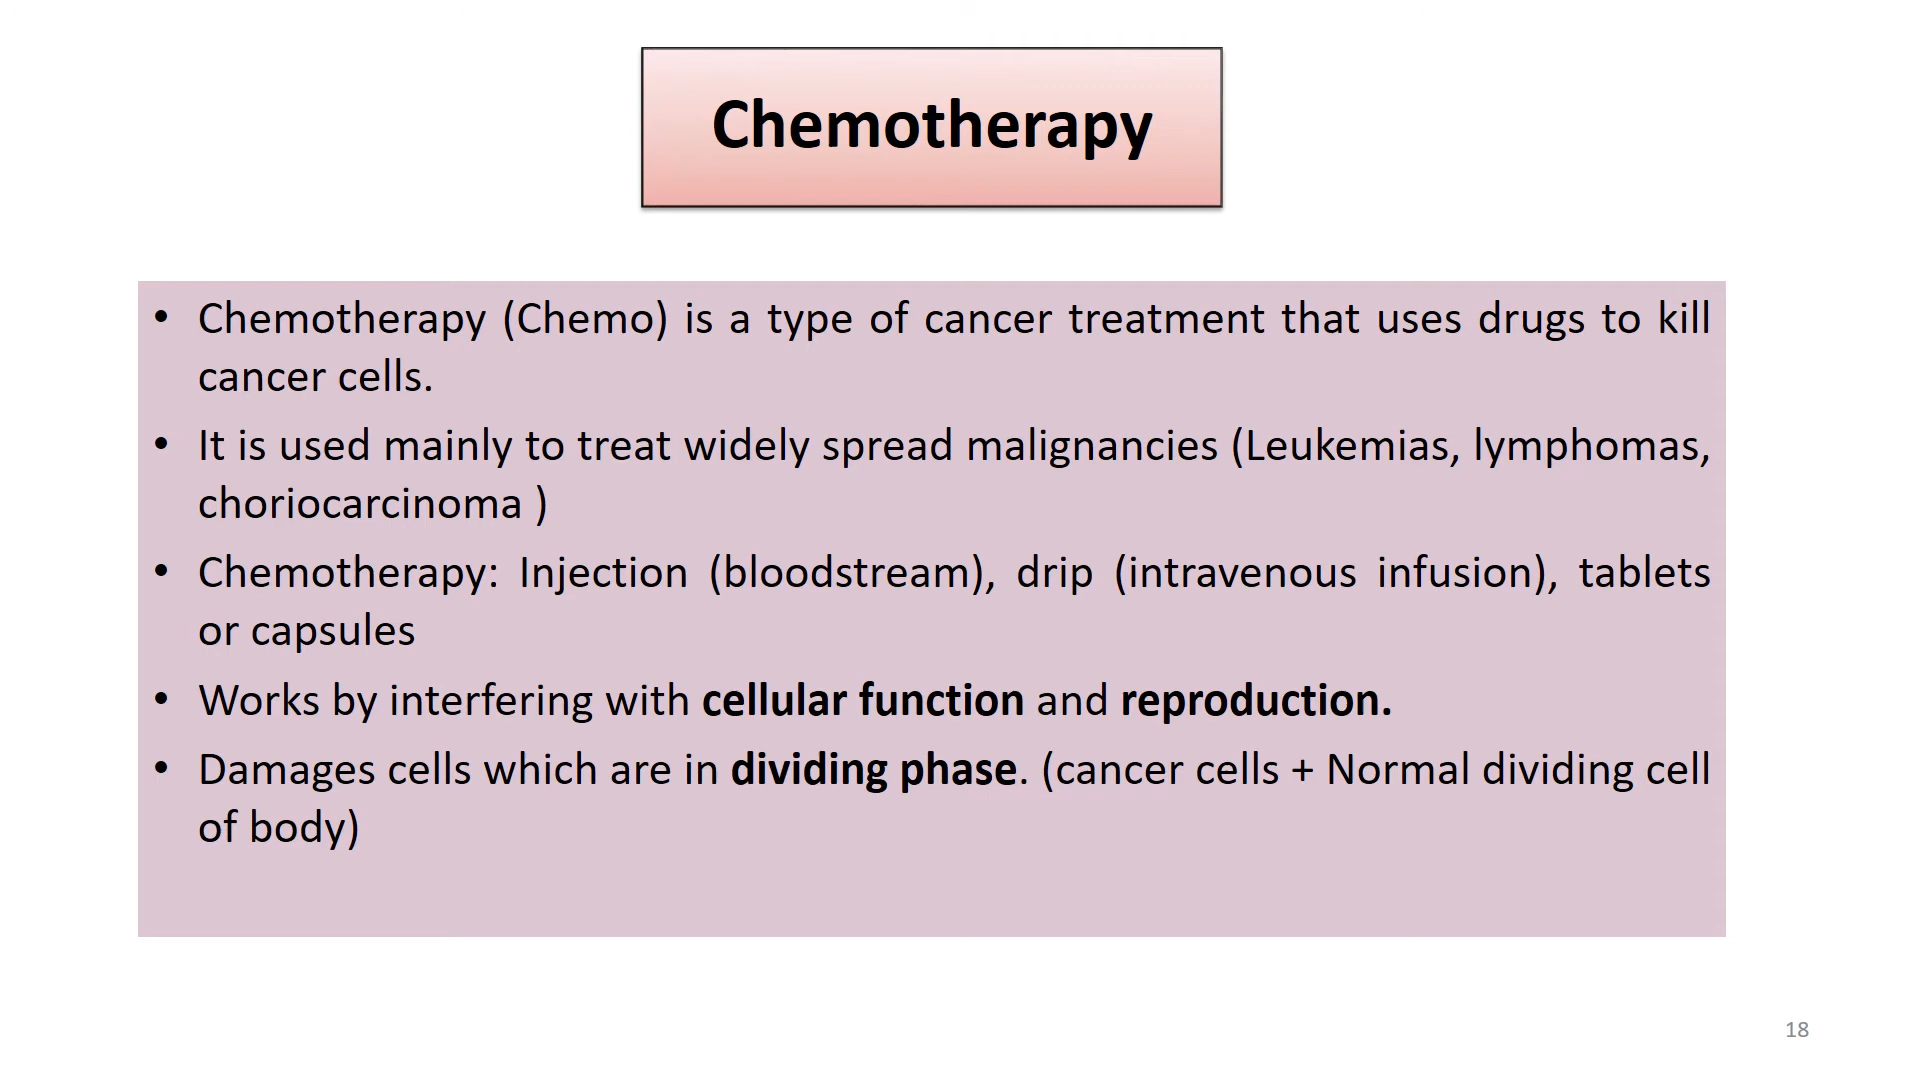 Chemotherapy
• Chemotherapy (Chemo) is a type of cancer treatment that uses drugs to kill
cancer cells.
• It is used mainly to treat widely spread malignancies (Leukemias, lymphomas,
choriocarcinoma )
• Chemotherapy: Injection (bloodstream), drip (intravenous infusion), tablets
or capsules
• Works by interfering with cellular function and reproduction.
• Damages cells which are in dividing phase. (cancer cells + Normal dividing cell
of body)
18